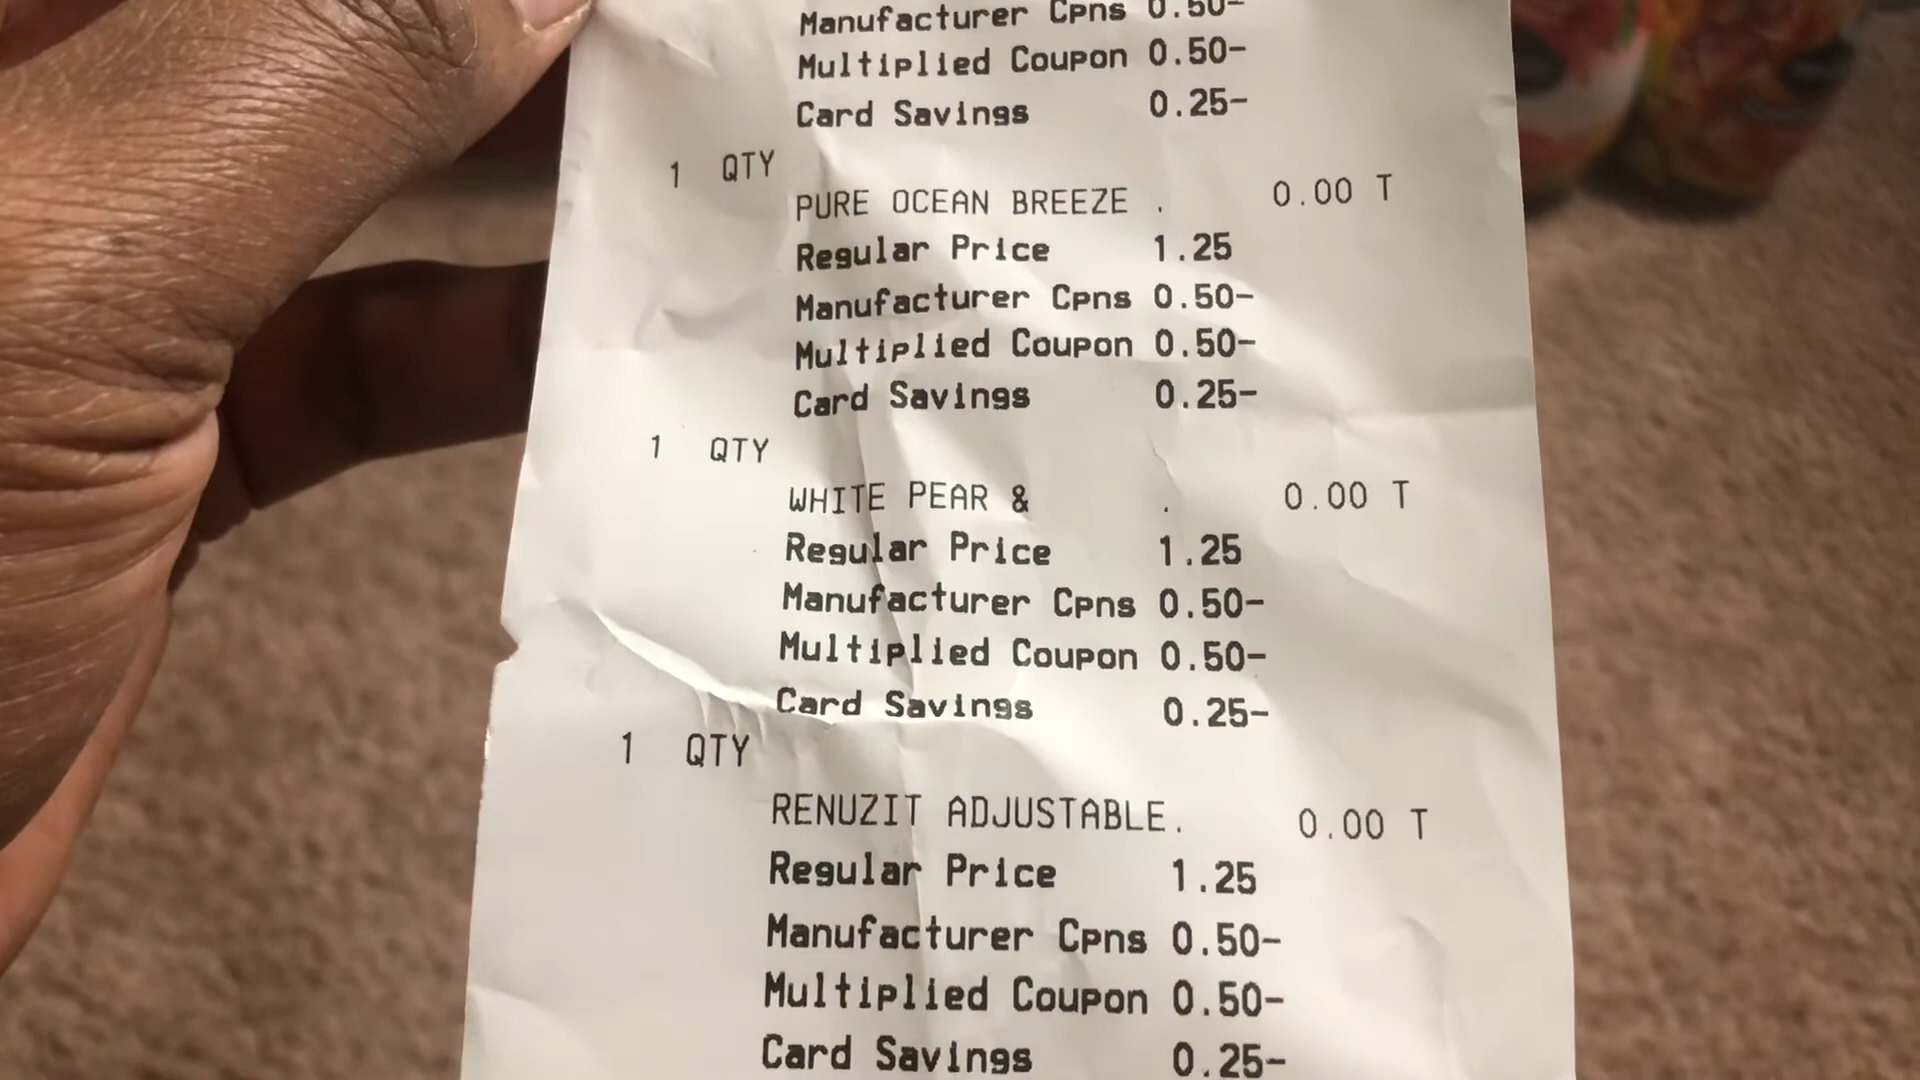 Manufacturer Cpns 0.50-
Multiplied Coupon 0.50-
Card Savings 0.25-
1 QTY
PURE OCEAN BREEZE . 0.00 T
Regular Price 1.25
Manufacturer Cpns 0.50-
Multiplied Coupon 0.50-
Card Savings 0.25-
1 QTY
WHITE PEAR & . 0.00 T
Regular Price 1.25
Manufacturer Cpns 0.50-
Multiplied Coupon 0.50-
Card Savings 0.25-
1 QTY
RENUZIT ADJUSTABLE. 0.00 T
Regular Price 1.25
Manufacturer Cpns 0.50-
Multiplied Coupon 0.50-
Card Savings 0.25-